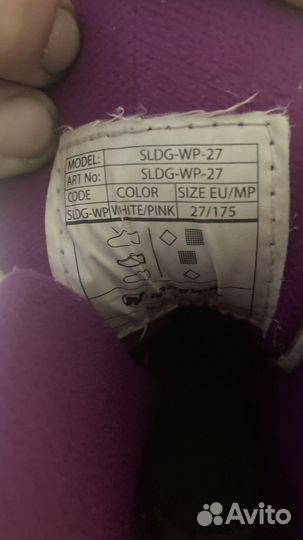 MODEL: SLDG-WP-27
ART No: SLDG-WP-27
CODE COLOR SIZE EU/MP
SLDG-WP WHITE/PINK 27/175
Avito